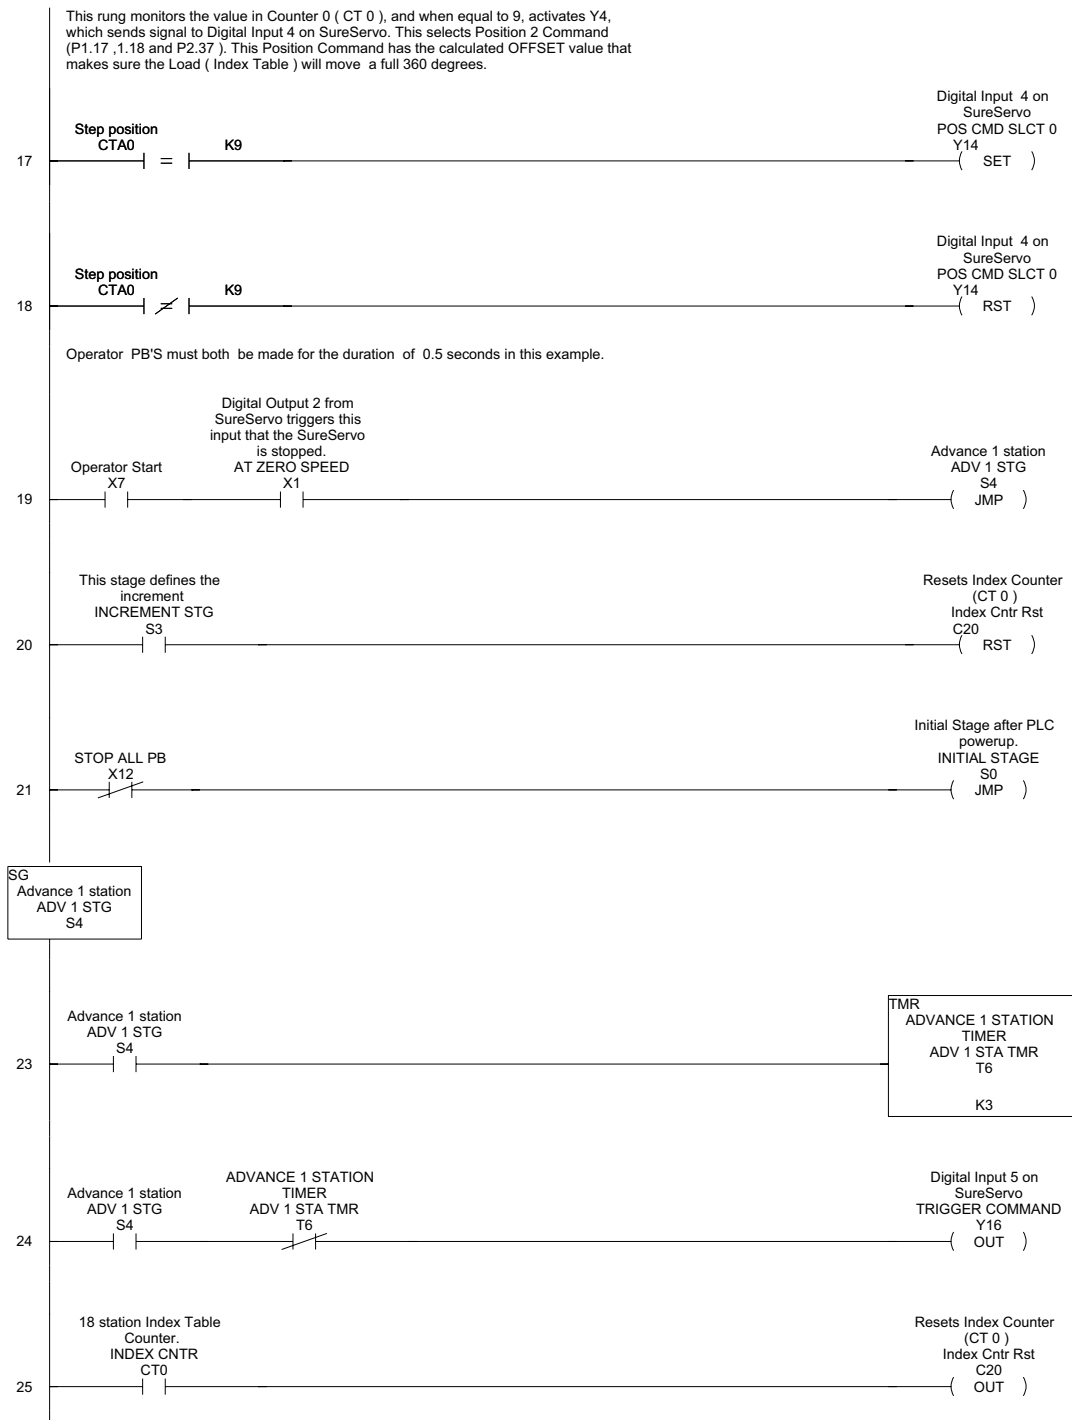 This rung monitors the value in Counter 0 ( CT 0 ), and when equal to 9, activates Y4,
which sends signal to Digital Input 4 on SureServo. This selects Position 2 Command
(P1.17 ,1.18 and P2.37 ). This Position Command has the calculated OFFSET value that
makes sure the Load ( Index Table ) will move  a full 360 degrees.
Digital Input  4 on
SureServo
POS CMD SLCT 0
Y14
Step position
CTA0
K9
=
17
SET
Digital Input  4 on
SureServo
POS CMD SLCT 0
Y14
Step position
CTA0
K9
=
18
RST
Operator  PB'S must both  be made for the duration  of  0.5 seconds in this example.
Digital Output 2 from
SureServo triggers this
input that the SureServo
is stopped.
AT ZERO SPEED
X1
Operator Start
X7
Advance 1 station
ADV 1 STG
S4
19
JMP
This stage defines the
increment
INCREMENT STG
S3
Resets Index Counter
(CT 0 )
Index Cntr Rst
C20
20
RST
Initial Stage after PLC
powerup.
INITIAL STAGE
S0
STOP ALL PB
X12
21
JMP
SG
Advance 1 station
ADV 1 STG
S4
Advance 1 station
ADV 1 STG
S4
23
TMR
ADVANCE 1 STATION
TIMER
ADV 1 STA TMR
T6
K3
Advance 1 station
ADV 1 STG
S4
ADVANCE 1 STATION
TIMER
ADV 1 STA TMR
T6
Digital Input 5 on
SureServo
TRIGGER COMMAND
Y16
24
OUT
18 station Index Table
Counter.
INDEX CNTR
CT0
Resets Index Counter
(CT 0 )
Index Cntr Rst
C20
25
OUT